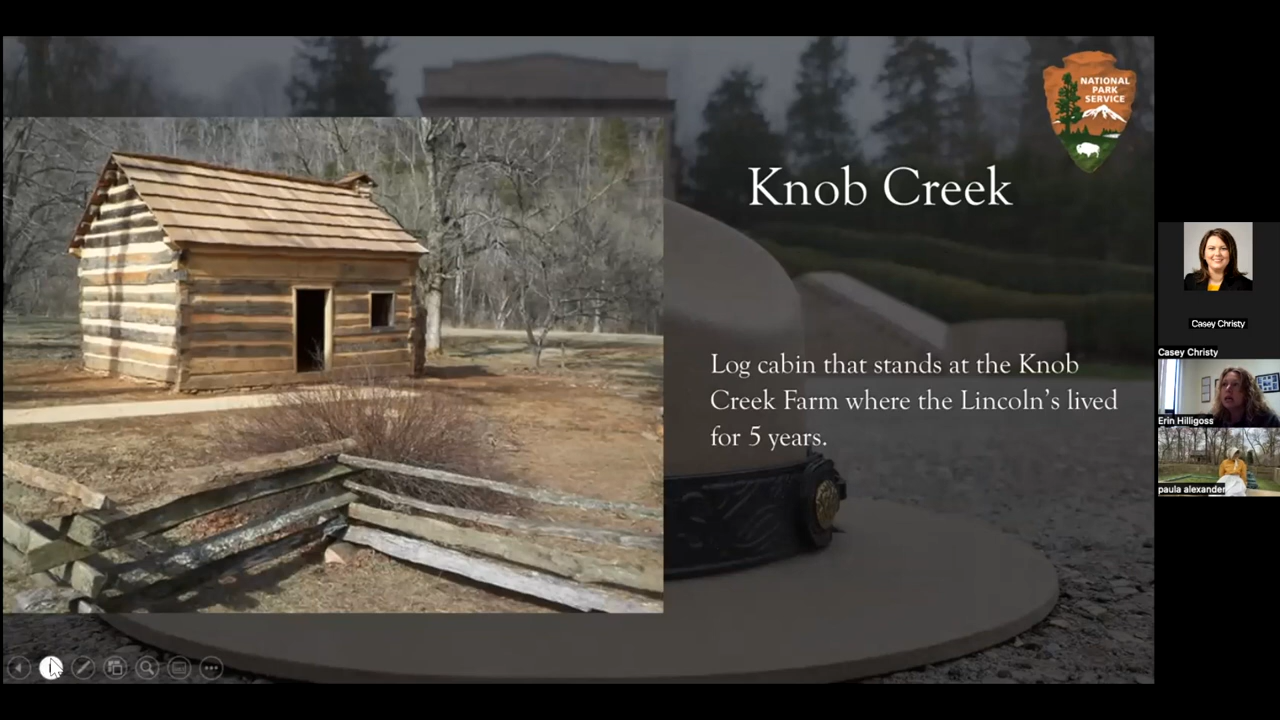 NATIONAL
PARK
SERVICE
Knob Creek
Log cabin that stands at the Knob
Creek Farm where the Lincoln's lived
for 5 years.
Casey Christy
Casey Christy
Erin Hilligoss
paula alexander